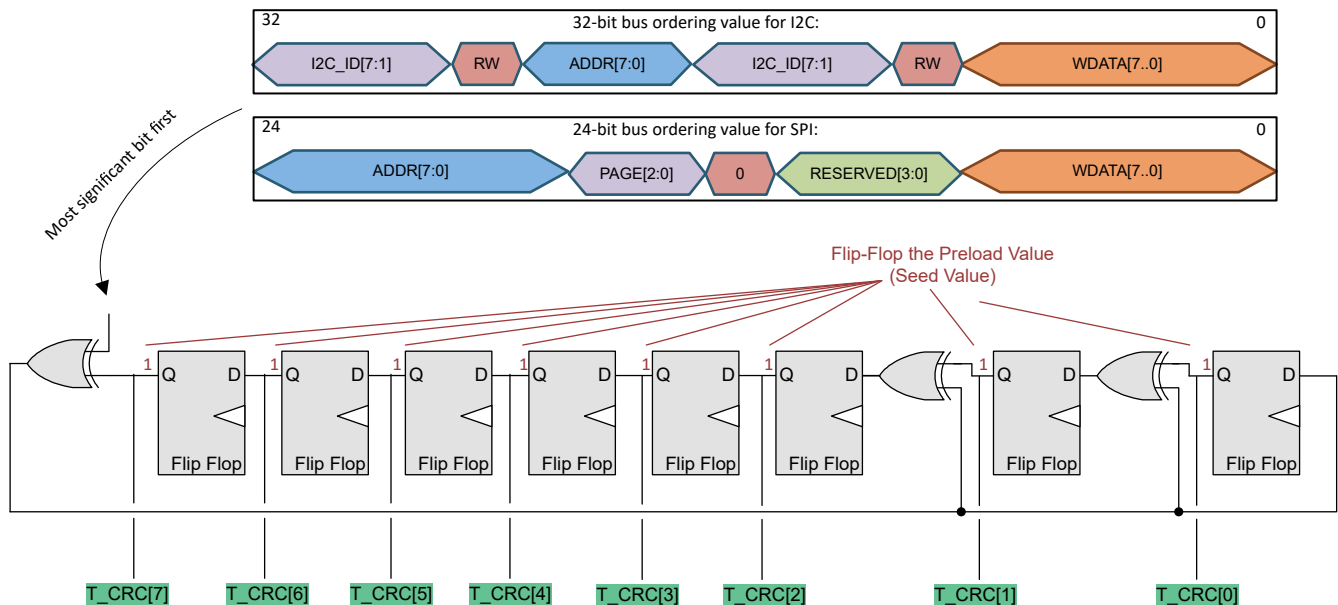 32 32-bit bus ordering value for I2C: 0
I2C_ID[7:1] RW ADDR[7:0] I2C_ID[7:1] RW WDATA[7..0]
24 24-bit bus ordering value for SPI: 0
ADDR[7:0] PAGE[2:0] 0 RESERVED[3:0] WDATA[7..0]
Most significant bit first
Flip-Flop the Preload Value
(Seed Value)
1 1 1 1 1 1 1 1
Q D Q D Q D Q D Q D Q D Q D Q D
Flip Flop Flip Flop Flip Flop Flip Flop Flip Flop Flip Flop Flip Flop Flip Flop
T_CRC[7] T_CRC[6] T_CRC[5] T_CRC[4] T_CRC[3] T_CRC[2] T_CRC[1] T_CRC[0]